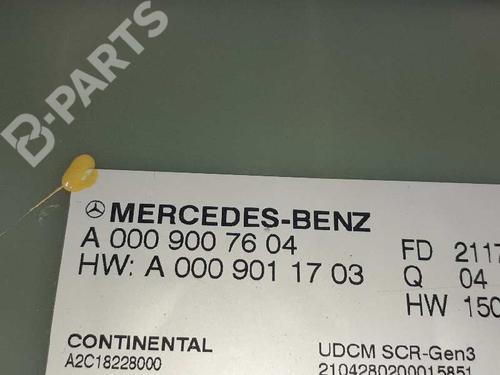 B-PARTS
MERCEDES-BENZ
A 000 900 76 04
HW: A 000 901 17 03
FD 2117
Q 04
HW 150
CONTINENTAL
A2C18228000
UDCM SCR-Gen3
2104280200015851